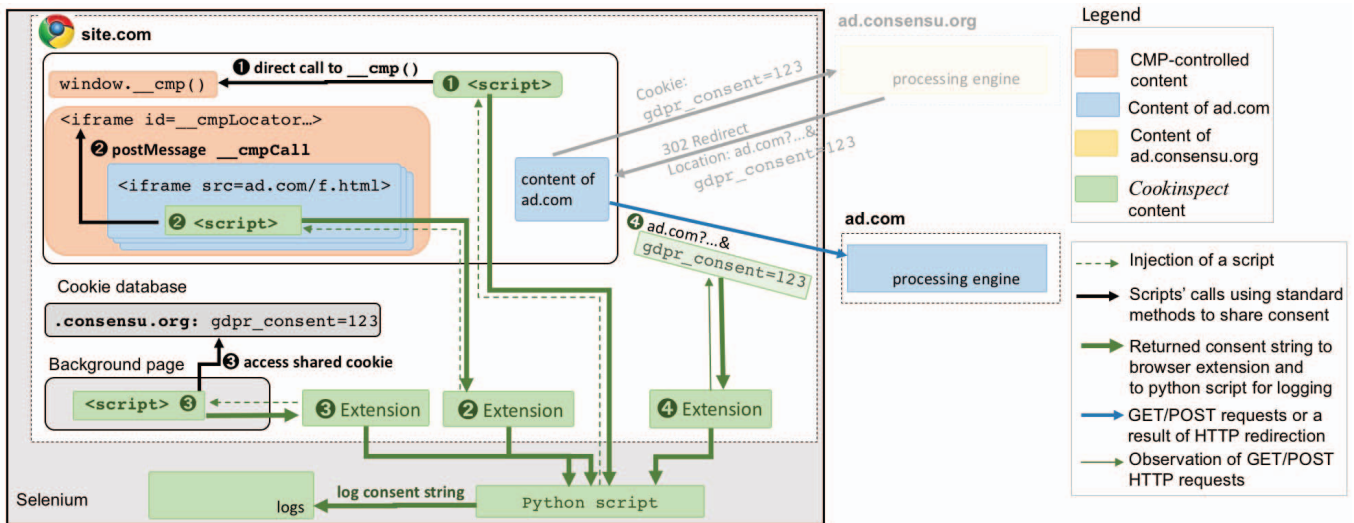 site.com
❶ direct call to __cmp()
window.__cmp()
❶ <script>
<iframe id=__cmpLocator…>
❷ postMessage __cmpCall
<iframe src=ad.com/f.html>
❷ <script>
content of
ad.com
Cookie:
gdpr_consent=123
302 Redirect
Location: ad.com?...&
gdpr_consent=123
ad.consensu.org
processing engine
❹ ad.com?...&
gdpr_consent=123
ad.com
processing engine
Cookie database
.consensu.org: gdpr_consent=123
Background page
❸ access shared cookie
<script> ❸
❸ Extension
❷ Extension
❹ Extension
Selenium
logs
log consent string
Python script
Legend
CMP-controlled
content
Content of ad.com
Content of
ad.consensu.org
Cookinspect
content
Injection of a script
Scripts' calls using standard
methods to share consent
Returned consent string to
browser extension and
to python script for logging
GET/POST requests or a
result of HTTP redirection
Observation of GET/POST
HTTP requests